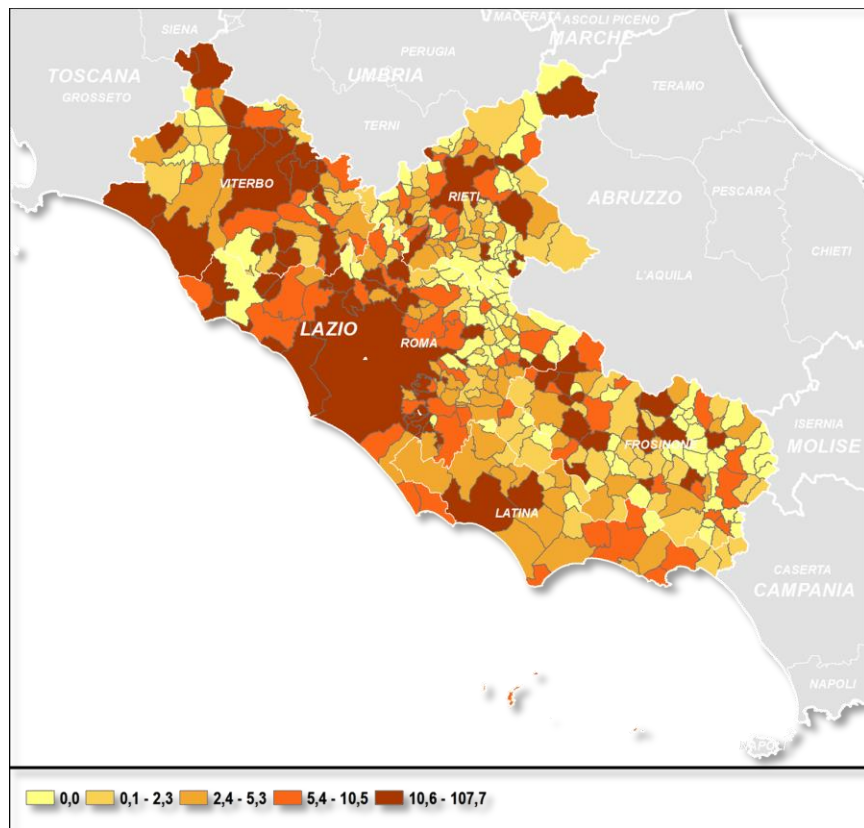 SIENA
MACERATA
ASCOLI PICENO
MARCHE
PERUGIA
TOSCANA
UMBRIA
TERAMO
GROSSETO
TERNI
PESCARA
VITERBO
RIETI
ABRUZZO
CHIETI
L'AQUILA
LAZIO
ROMA
ISERNIA
FROSINONE
MOLISE
LATINA
CASERTA
CAMPANIA
NAPOLI
NAPOLI
0,0 0,1 - 2,3 2,4 - 5,3 5,4 - 10,5 10,6 - 107,7